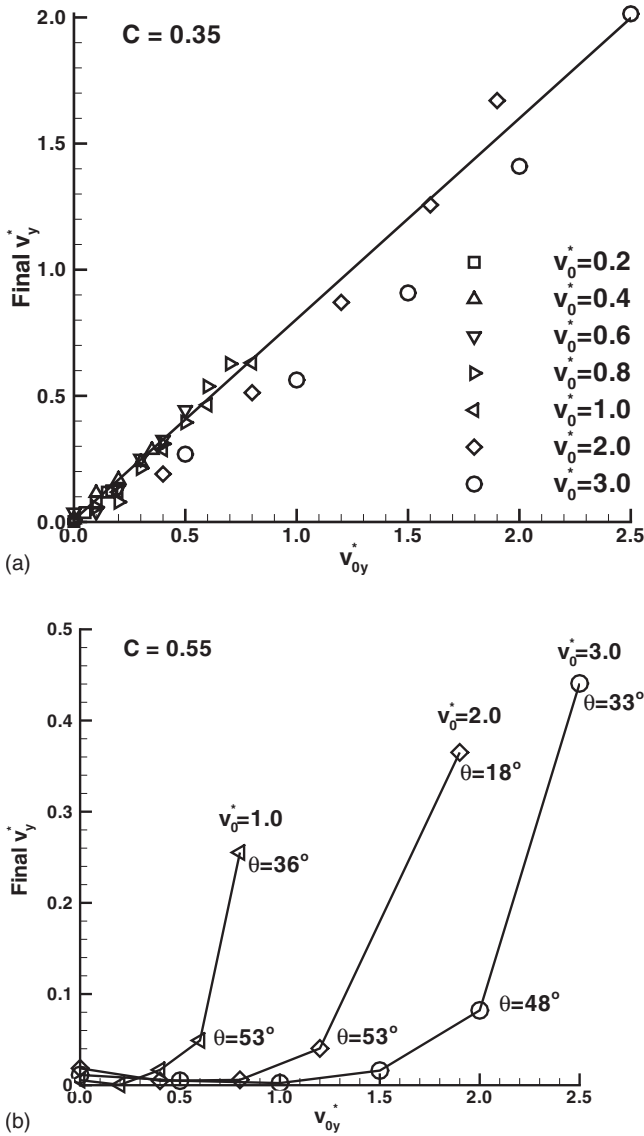 C = 0.35
2.0
1.5
1.0
0.5
0.0
Final v*y
0.0 0.5 1.0 1.5 2.0 2.5
v*0y
v*0=0.2
v*0=0.4
v*0=0.6
v*0=0.8
v*0=1.0
v*0=2.0
v*0=3.0
(a)
C = 0.55
0.5
0.4
0.3
0.2
0.1
0
Final v*y
v*0=1.0
θ=36°
θ=53°
v*0=2.0
θ=18°
θ=53°
v*0=3.0
θ=33°
θ=48°
0.0 0.5 1.0 1.5 2.0 2.5
v*0y
(b)